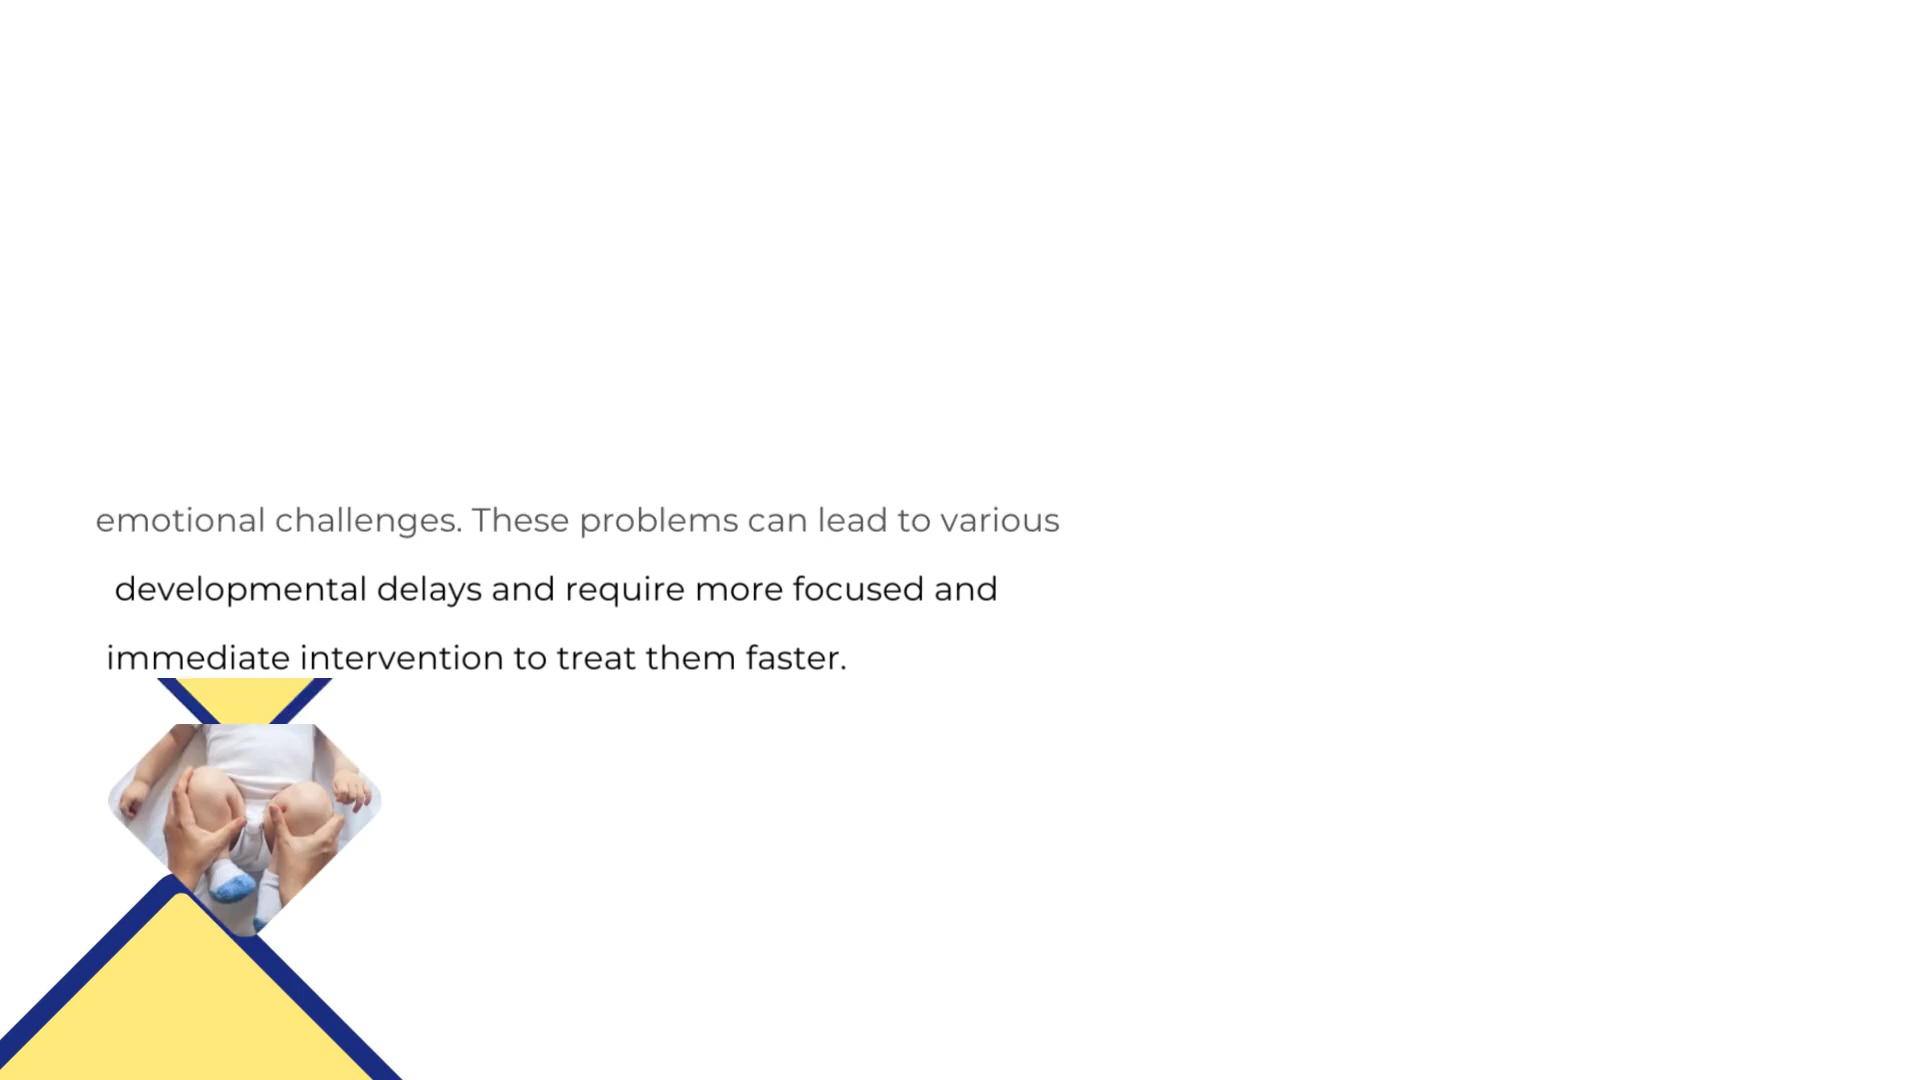 emotional challenges. These problems can lead to various
developmental delays and require more focused and
immediate intervention to treat them faster.